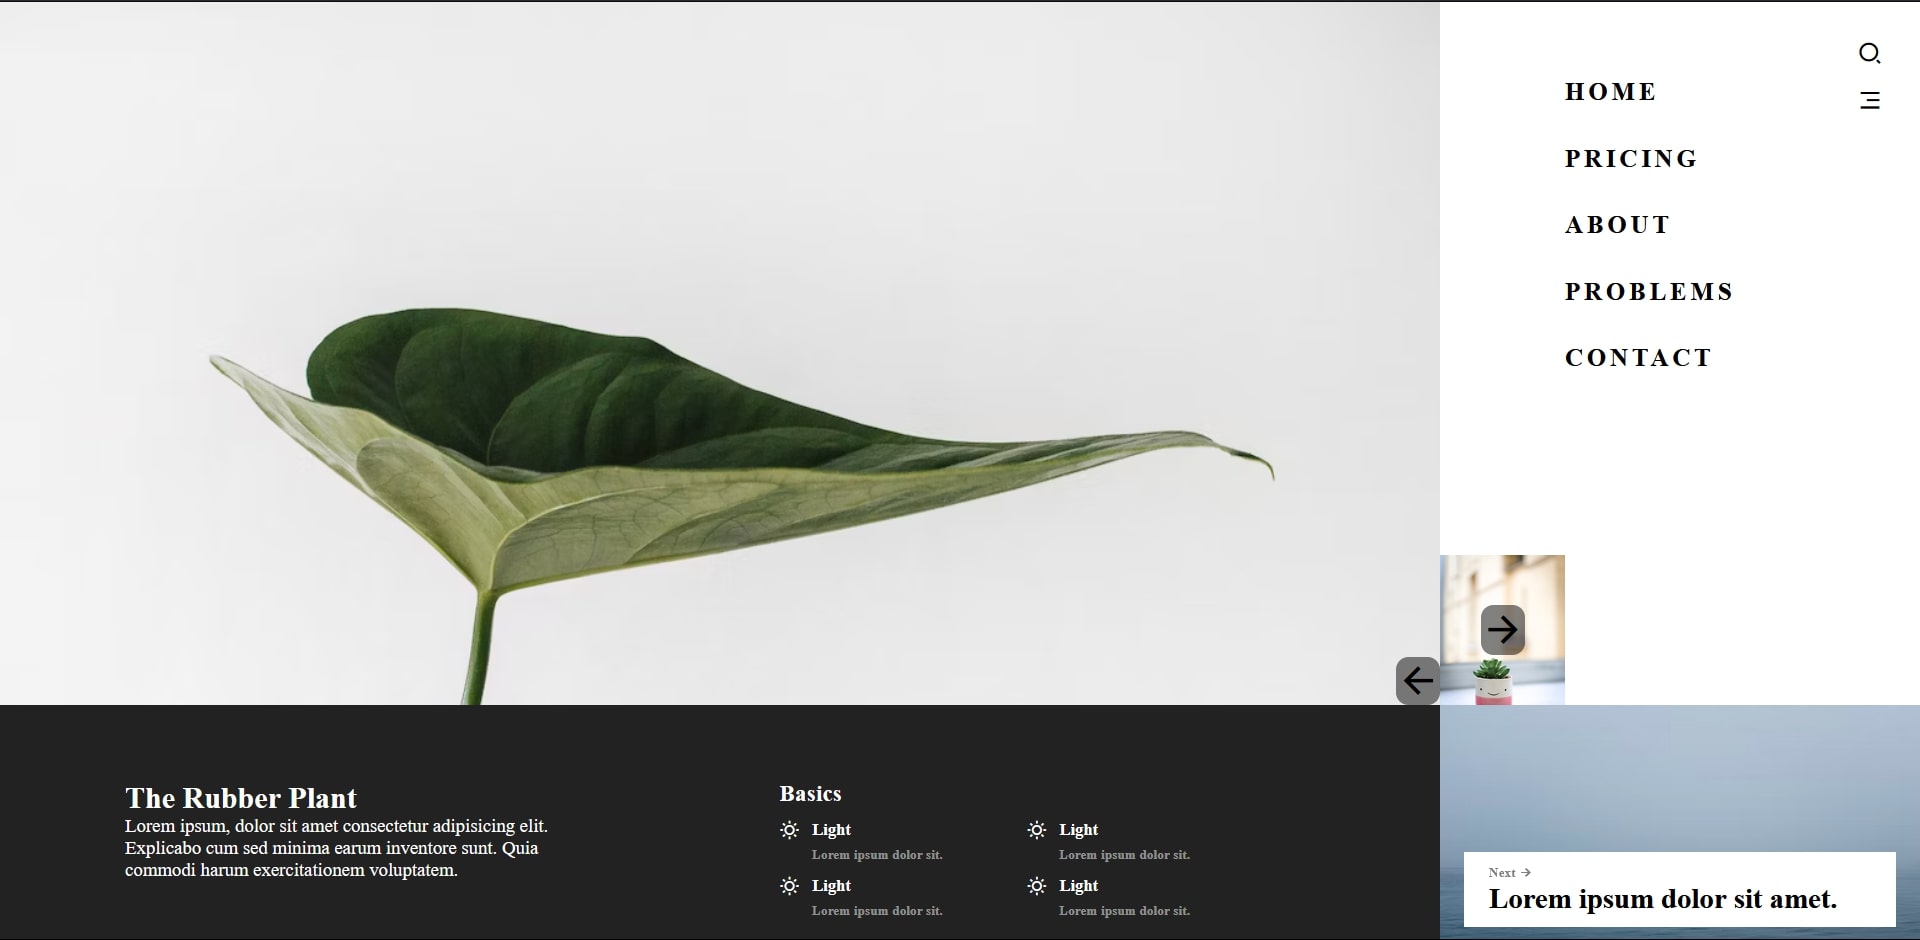 HOME
PRICING
ABOUT
PROBLEMS
CONTACT
The Rubber Plant
Lorem ipsum, dolor sit amet consectetur adipisicing elit.
Explicabo cum sed minima earum inventore sunt. Quia
commodi harum exercitationem voluptatem.
Basics
Light
Lorem ipsum dolor sit.
Light
Lorem ipsum dolor sit.
Light
Lorem ipsum dolor sit.
Light
Lorem ipsum dolor sit.
Next →
Lorem ipsum dolor sit amet.